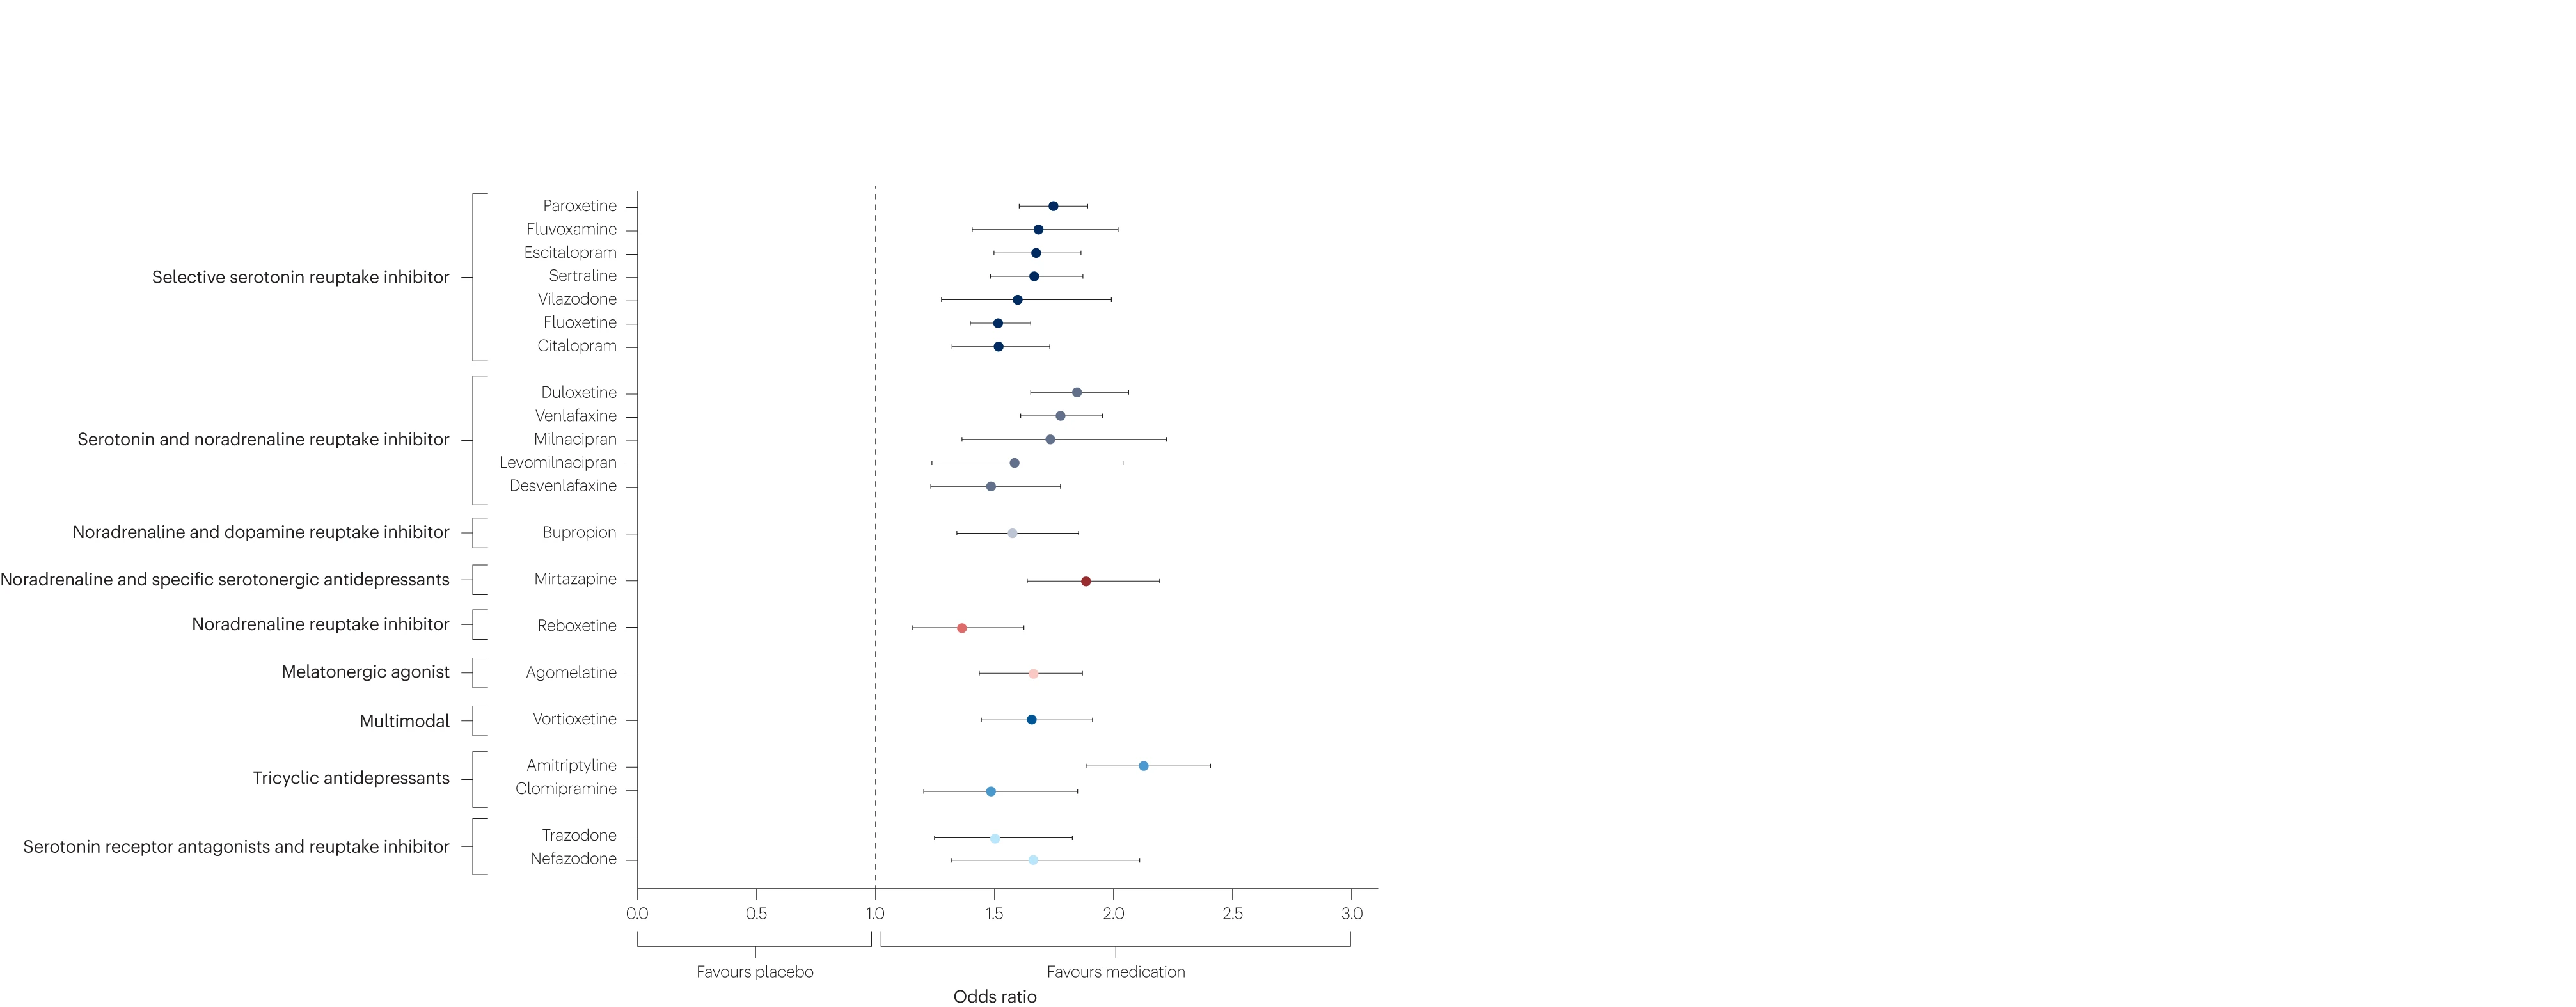 Selective serotonin reuptake inhibitor
Paroxetine
Fluvoxamine
Escitalopram
Sertraline
Vilazodone
Fluoxetine
Citalopram
Serotonin and noradrenaline reuptake inhibitor
Duloxetine
Venlafaxine
Milnacipran
Levomilnacipran
Desvenlafaxine
Noradrenaline and dopamine reuptake inhibitor
Bupropion
Noradrenaline and specific serotonergic antidepressants
Mirtazapine
Noradrenaline reuptake inhibitor
Reboxetine
Melatonergic agonist
Agomelatine
Multimodal
Vortioxetine
Tricyclic antidepressants
Amitriptyline
Clomipramine
Serotonin receptor antagonists and reuptake inhibitor
Trazodone
Nefazodone
0.0 0.5 1.0 1.5 2.0 2.5 3.0
Favours placebo Favours medication
Odds ratio